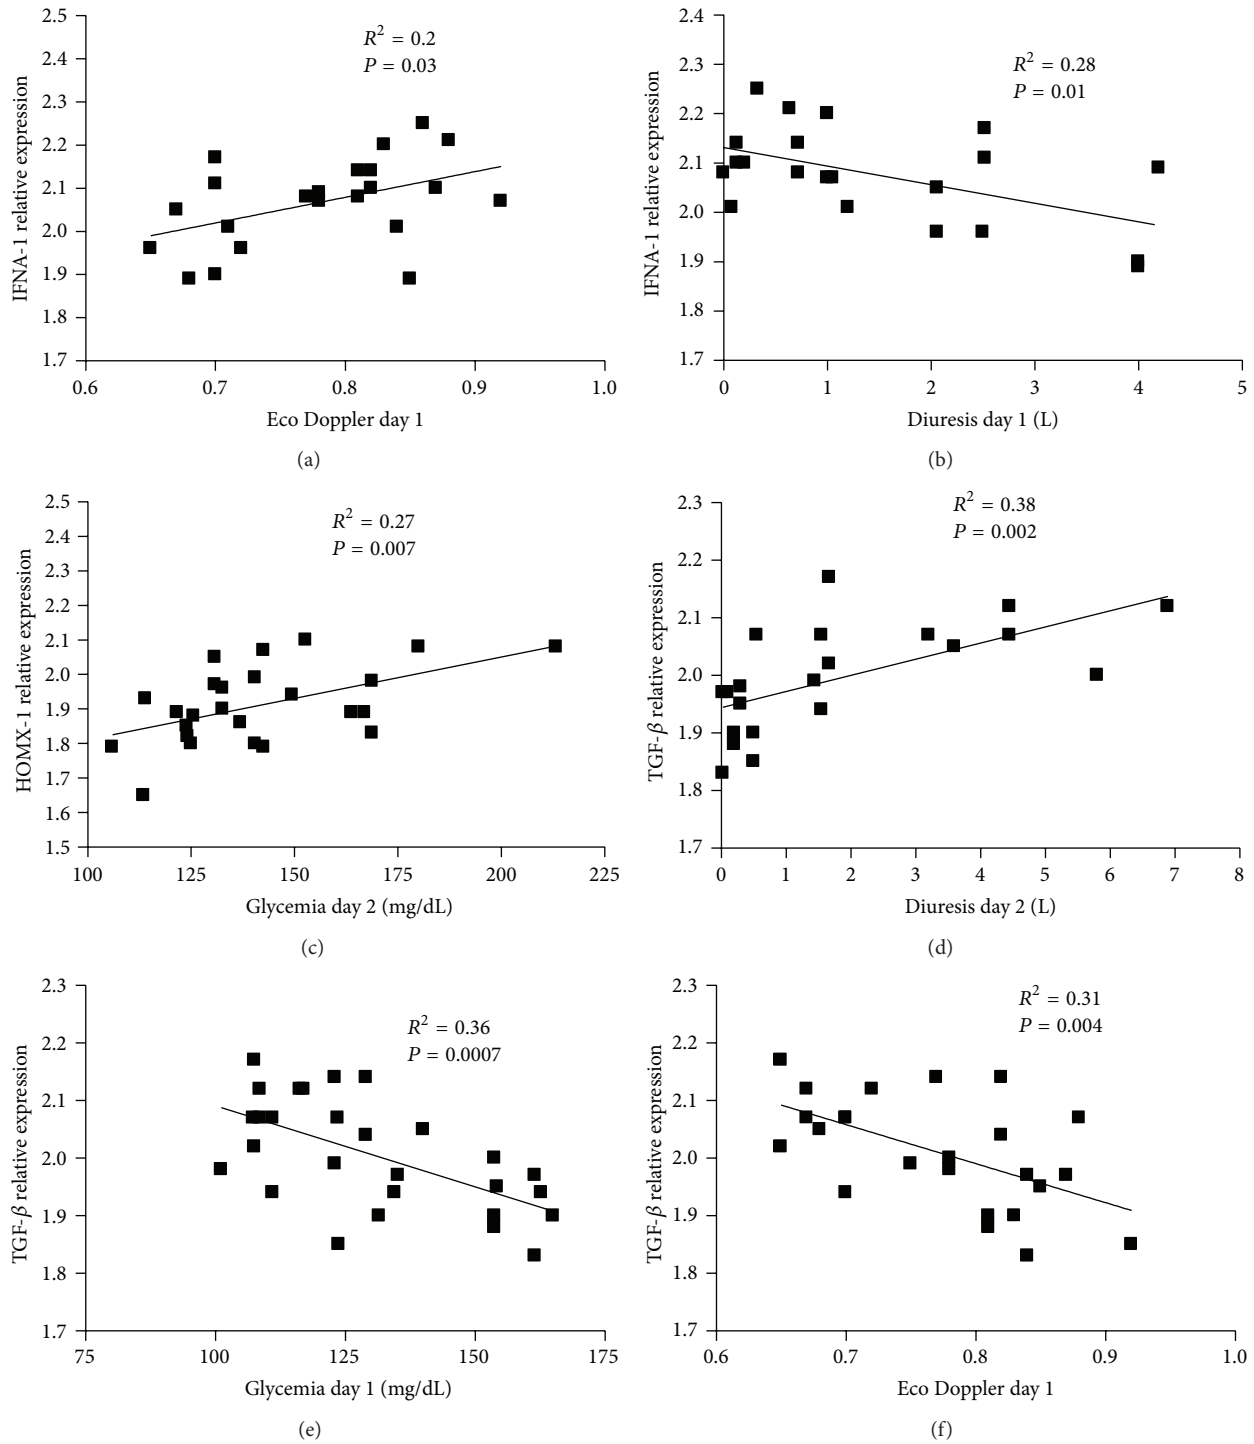 2.5
2.4
2.3
2.2
2.1
2.0
1.9
1.8
1.7
IFNA-1 relative expression
R² = 0.2
P = 0.03
0.6 0.7 0.8 0.9 1.0
Eco Doppler day 1
(a)
2.4
2.3
2.2
2.1
2.0
1.9
1.8
1.7
IFNA-1 relative expression
R² = 0.28
P = 0.01
0 1 2 3 4 5
Diuresis day 1 (L)
(b)
2.5
2.4
2.3
2.2
2.1
2.0
1.9
1.8
1.7
1.6
1.5
HOMX-1 relative expression
R² = 0.27
P = 0.007
100 125 150 175 200 225
Glycemia day 2 (mg/dL)
(c)
2.3
2.2
2.1
2.0
1.9
1.8
1.7
TGF-β relative expression
R² = 0.38
P = 0.002
0 1 2 3 4 5 6 7 8
Diuresis day 2 (L)
(d)
2.3
2.2
2.1
2.0
1.9
1.8
1.7
TGF-β relative expression
R² = 0.36
P = 0.0007
75 100 125 155 175
Glycemia day 1 (mg/dL)
(e)
2.3
2.2
2.1
2.0
1.9
1.8
1.7
TGF-β relative expression
R² = 0.31
P = 0.004
0.6 0.7 0.8 0.9 1.0
Eco Doppler day 1
(f)